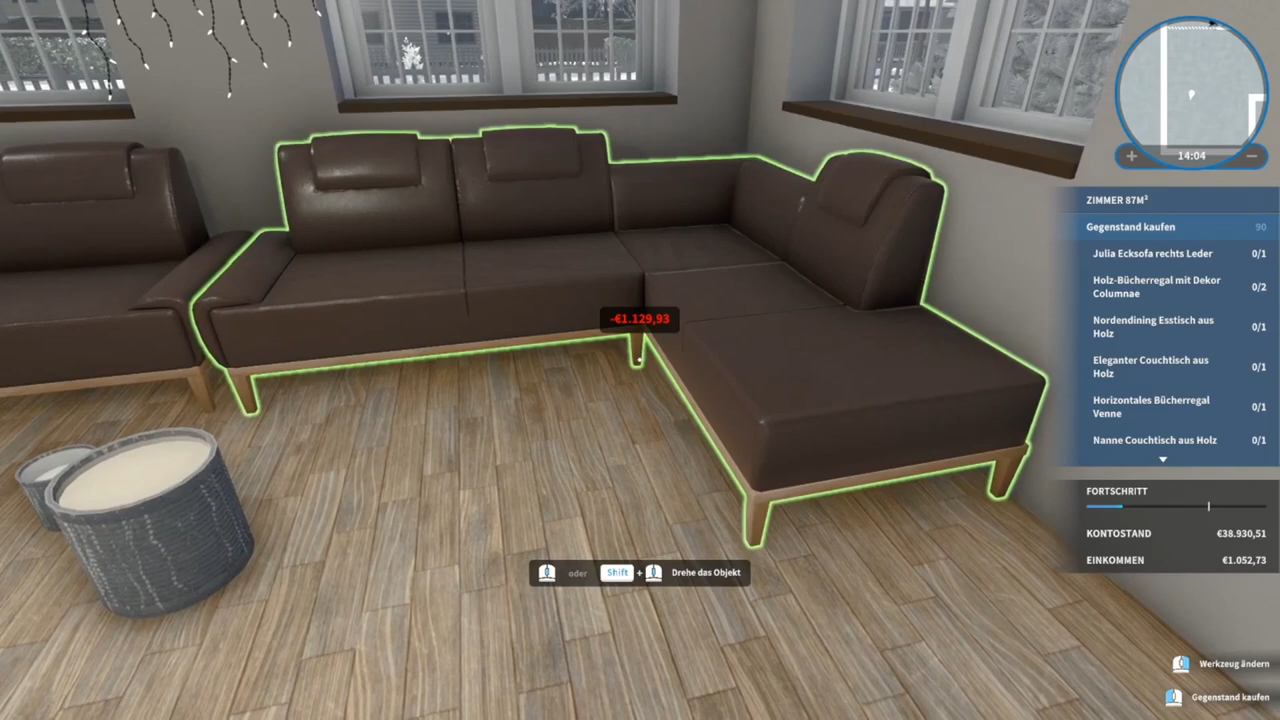 + 14:04 −
ZIMMER 87M²
Gegenstand kaufen 90
Julia Ecksofa rechts Leder 0/1
Holz-Bücherregal mit Dekor
Columnae 0/2
Nordendining Esstisch aus
Holz 0/1
Eleganter Couchtisch aus
Holz 0/1
Horizontales Bücherregal
Venne 0/1
Nanne Couchtisch aus Holz 0/1
-€1.129,93
FORTSCHRITT
KONTOSTAND €38.930,51
EINKOMMEN €1.052,73
oder Shift + Drehe das Objekt
Werkzeug ändern
Gegenstand kaufen